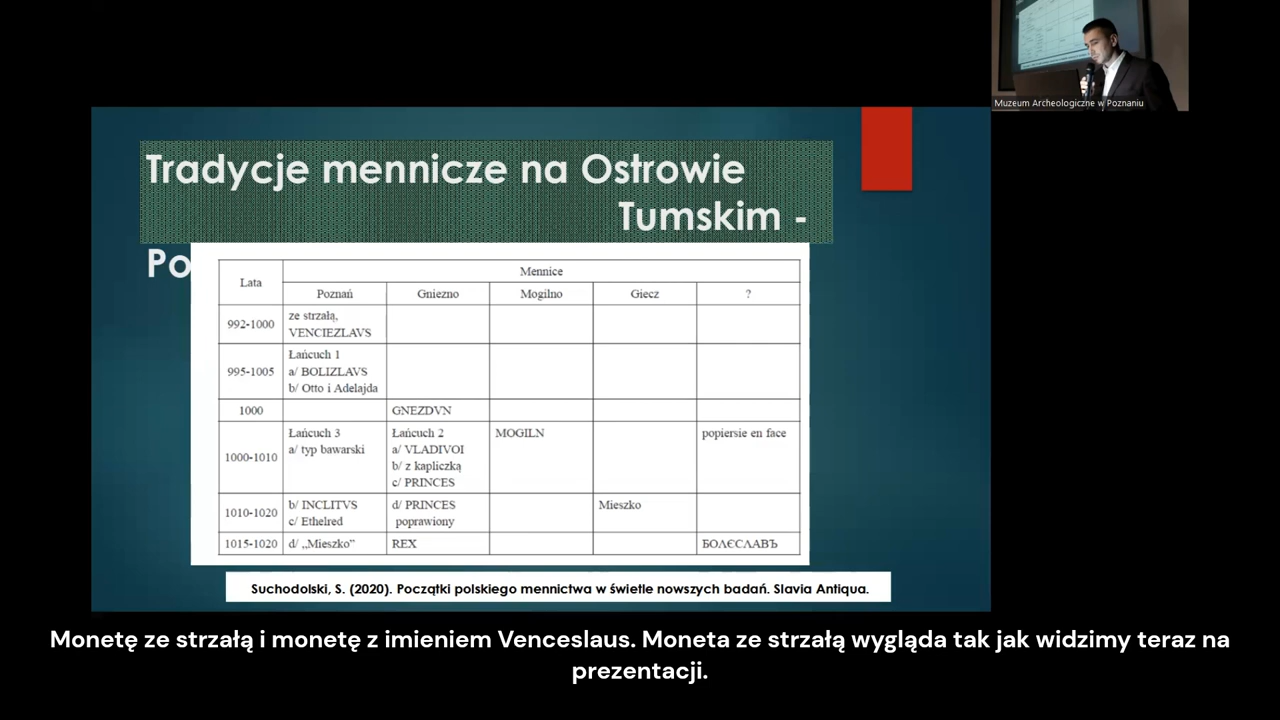 Muzeum Archeologiczne w Poznaniu
Tradycje mennicze na Ostrowie
Tumskim -
Po
Lata
Mennice
Poznań Gniezno Mogilno Giecz ?
992-1000
ze strzałą,
VENCIEZLAVS
995-1005
Łańcuch 1
a/ BOLIZLAVS
b/ Otto i Adelajda
1000
GNEZDVN
1000-1010
Łańcuch 3
a/ typ bawarski
Łańcuch 2
a/ VLADIVOI
b/ z kapliczką
c/ PRINCES
MOGILN
popiersie en face
1010-1020
b/ INCLITVS
c/ Ethelred
d/ PRINCES
poprawiony
Mieszko
1015-1020
d/ „Mieszko”
REX
БОЛЄСЛАВЪ
Suchodolski, S. (2020). Początki polskiego mennictwa w świetle nowszych badań. Slavia Antiqua.
Monetę ze strzałą i monetę z imieniem Venceslaus. Moneta ze strzałą wygląda tak jak widzimy teraz na
prezentacji.